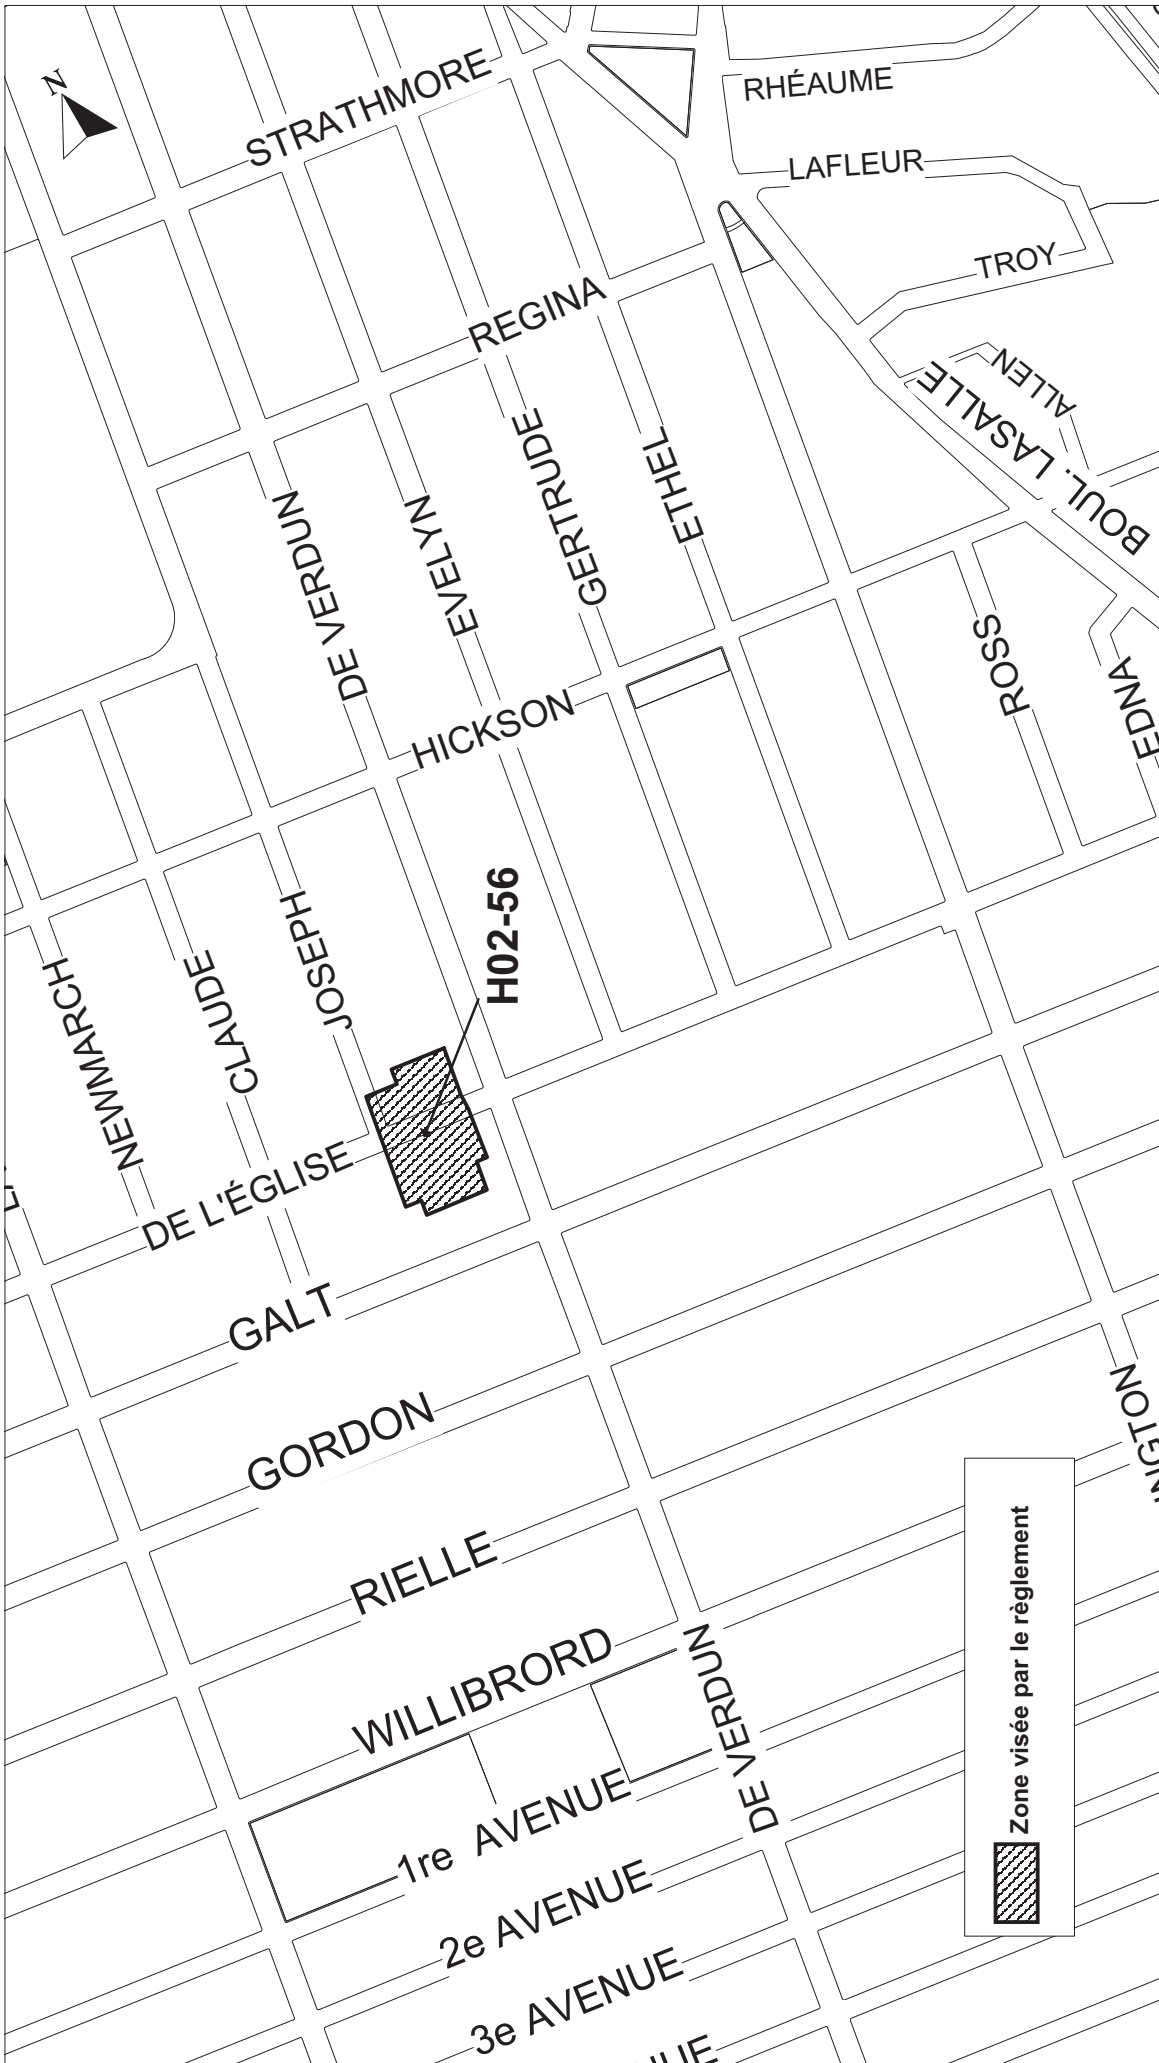 N
STRATHMORE
RHÉAUME
LAFLEUR
TROY
REGINA
ALLEN
BOUL. LASALLE
DE VERDUN
EVELYN
GERTRUDE
ETHEL
ROSS
EDNA
HICKSON
H02-56
NEWMARCH
CLAUDE
JOSEPH
DE L'ÉGLISE
GALT
GORDON
RIELLE
WILLIBRORD
DE VERDUN
1re AVENUE
2e AVENUE
3e AVENUE
NGTON
Zone visée par le règlement